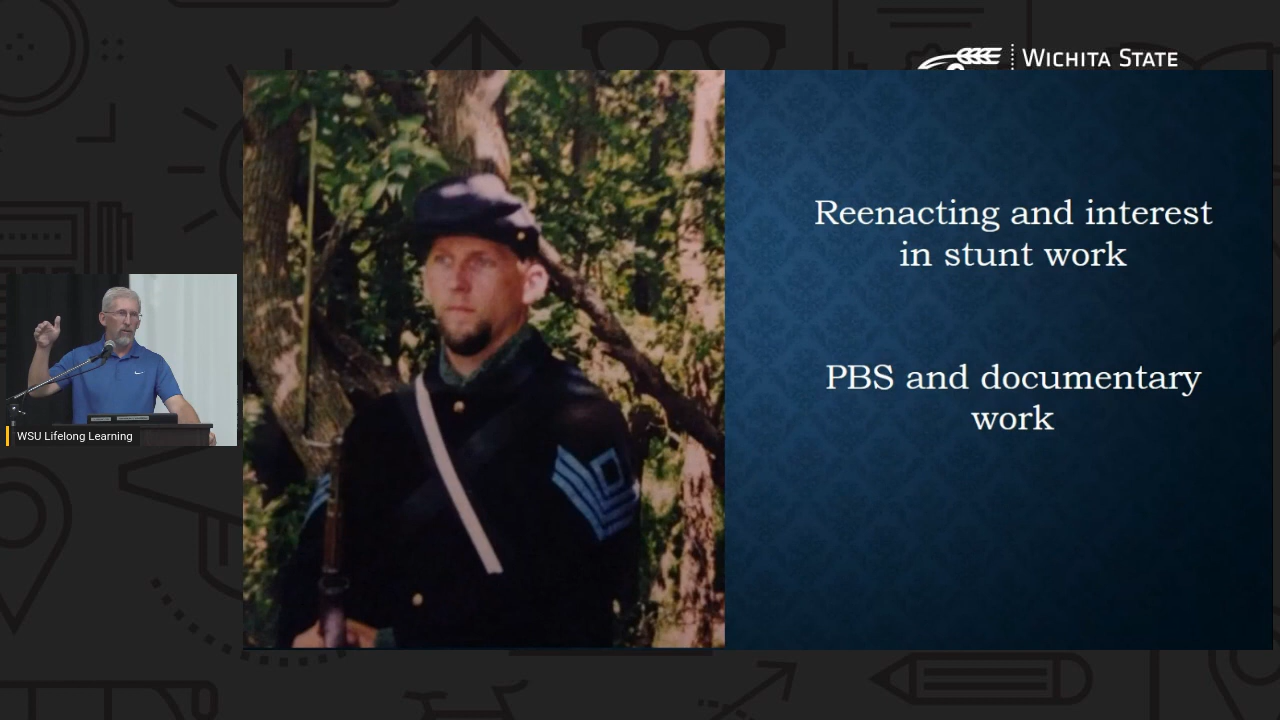 WICHITA STATE
Reenacting and interest
in stunt work
PBS and documentary
work
WSU Lifelong Learning